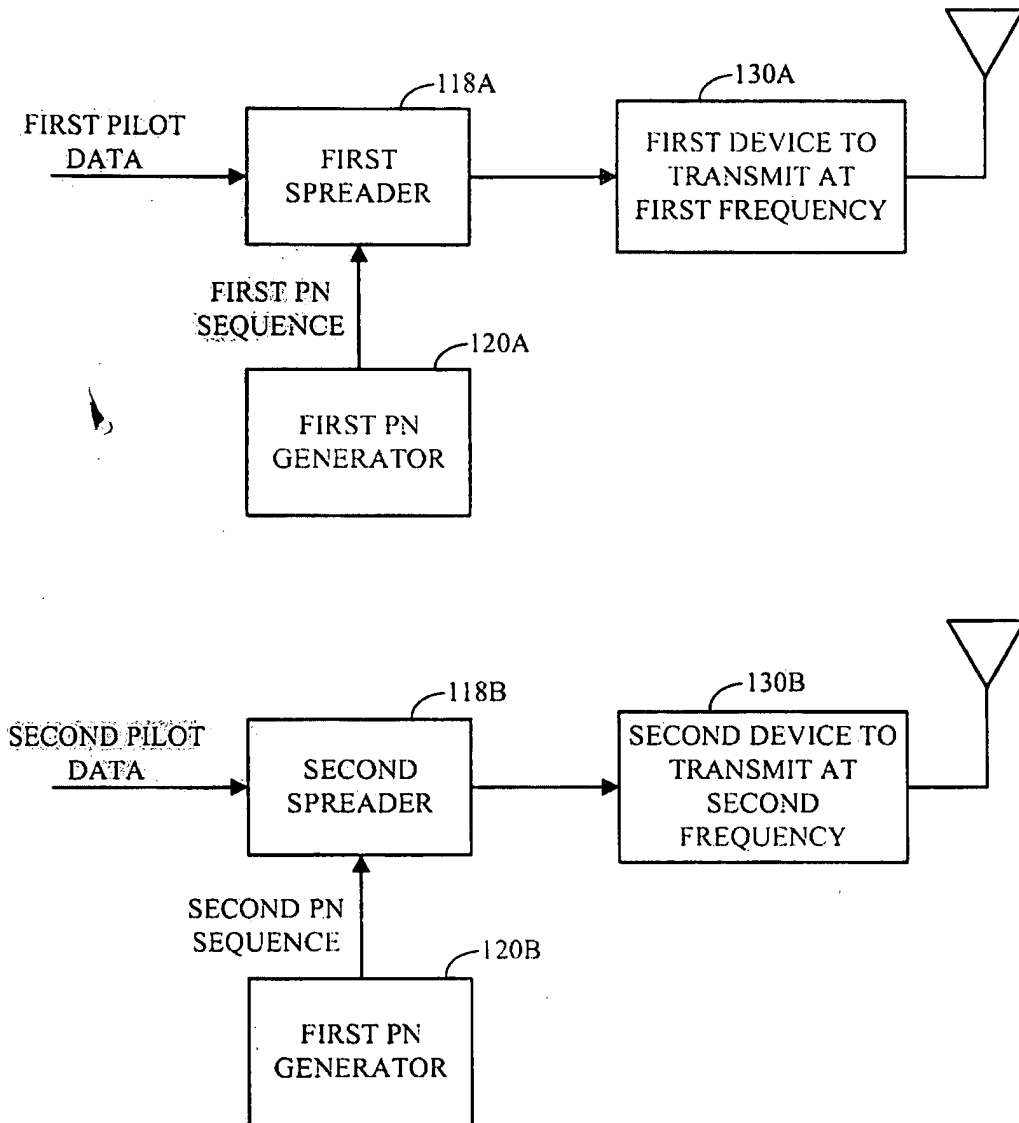 118A
130A
FIRST PILOT
DATA
FIRST
SPREADER
FIRST DEVICE TO
TRANSMIT AT
FIRST FREQUENCY
FIRST PN
SEQUENCE
120A
FIRST PN
GENERATOR
118B
130B
SECOND PILOT
DATA
SECOND
SPREADER
SECOND DEVICE TO
TRANSMIT AT
SECOND
FREQUENCY
SECOND PN
SEQUENCE
120B
FIRST PN
GENERATOR